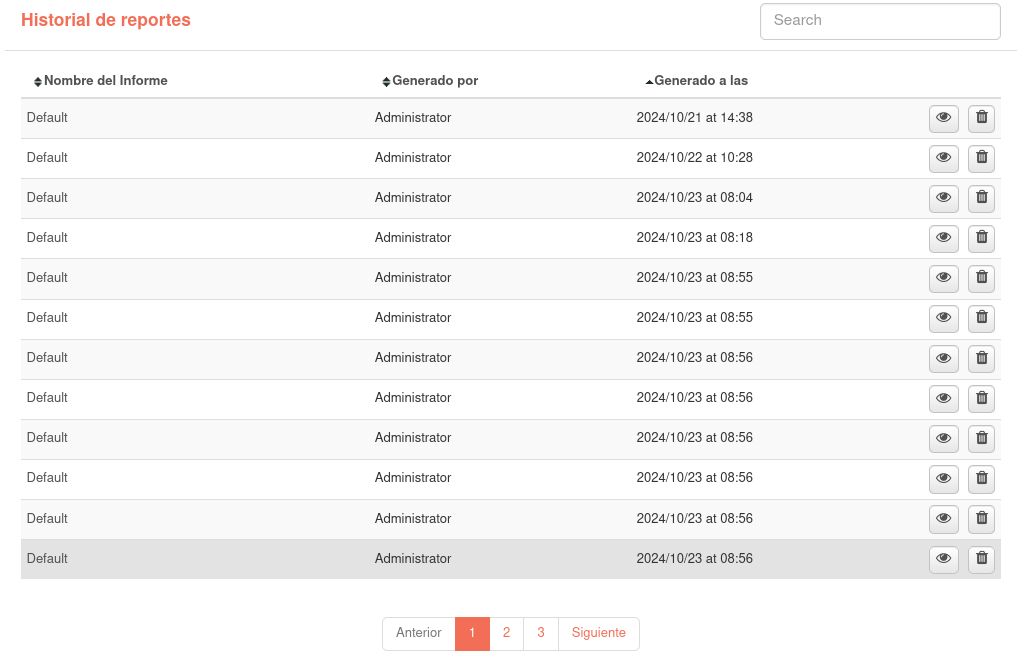 Historial de reportes
Search
Nombre del Informe Generado por Generado a las
Default Administrator 2024/10/21 at 14:38
Default Administrator 2024/10/22 at 10:28
Default Administrator 2024/10/23 at 08:04
Default Administrator 2024/10/23 at 08:18
Default Administrator 2024/10/23 at 08:55
Default Administrator 2024/10/23 at 08:55
Default Administrator 2024/10/23 at 08:56
Default Administrator 2024/10/23 at 08:56
Default Administrator 2024/10/23 at 08:56
Default Administrator 2024/10/23 at 08:56
Default Administrator 2024/10/23 at 08:56
Default Administrator 2024/10/23 at 08:56
Anterior 1 2 3 Siguiente